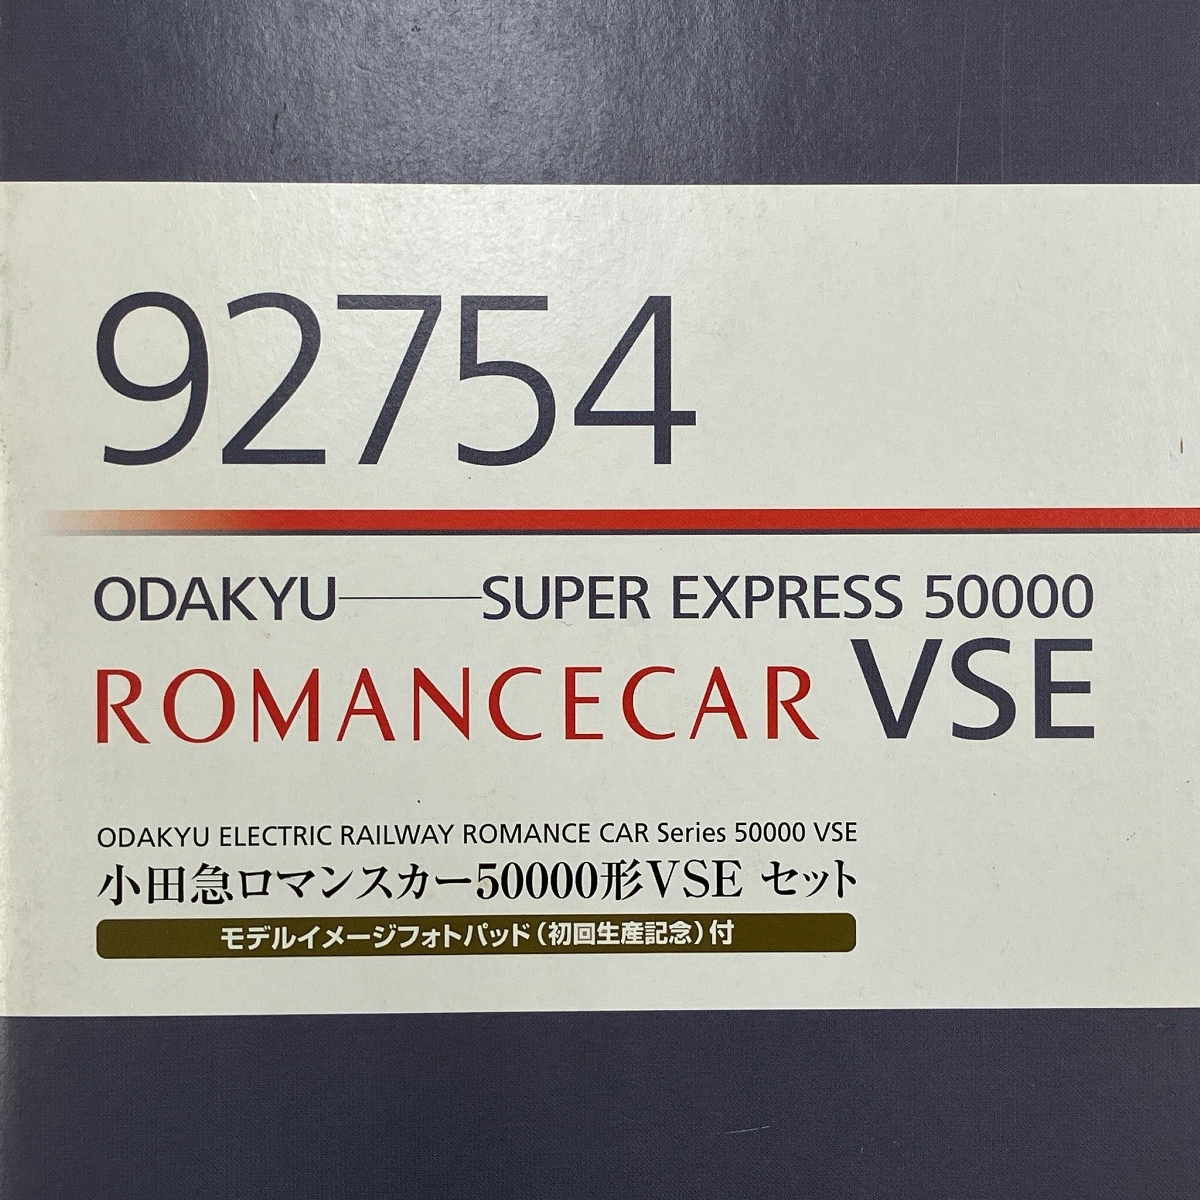 92754
ODAKYU——SUPER EXPRESS 50000
ROMANCECAR VSE
ODAKYU ELECTRIC RAILWAY ROMANCE CAR Series 50000 VSE
小田急ロマンスカー50000形VSE セット
モデルイメージフォトパッド(初回生産記念)付